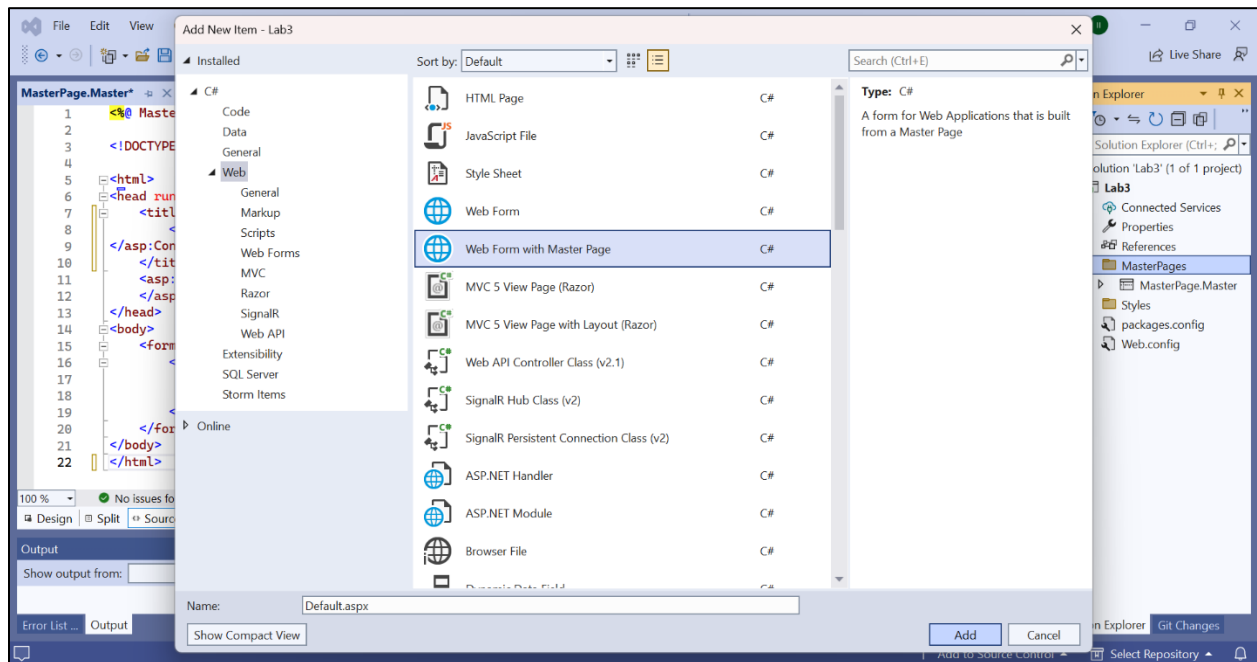 File Edit View
Live Share
Add New Item - Lab3
Installed
Sort by: Default
Search (Ctrl+E)
C#
Code
Data
General
Web
General
Markup
Scripts
Web Forms
MVC
Razor
SignalR
Web API
Extensibility
SQL Server
Storm Items
Online
HTML Page C#
JavaScript File C#
Style Sheet C#
Web Form C#
Web Form with Master Page C#
MVC 5 View Page (Razor) C#
MVC 5 View Page with Layout (Razor) C#
Web API Controller Class (v2.1) C#
SignalR Hub Class (v2) C#
SignalR Persistent Connection Class (v2) C#
ASP.NET Handler C#
ASP.NET Module C#
Browser File C#
Dynamic Data Field C#
Type: C#
A form for Web Applications that is built
from a Master Page
Name: Default.aspx
Show Compact View
Add Cancel
MasterPage.Master*
1 <%@ Maste
2
3 <!DOCTYPE
4
5 <html>
6 <head run
7 <titl
8 <
9 </asp:Con
10 </tit
11 <asp:
12 </asp
13 </head>
14 <body>
15 <form
16 <
17
18
19 <
20 </for
21 </body>
22 </html>
100 % No issues fo
Design Split Sourc
Output
Show output from:
Error List ... Output
n Explorer
Solution Explorer (Ctrl+;
olution 'Lab3' (1 of 1 project)
Lab3
Connected Services
Properties
References
MasterPages
MasterPage.Master
Styles
packages.config
Web.config
n Explorer Git Changes
Add to Source Control Select Repository